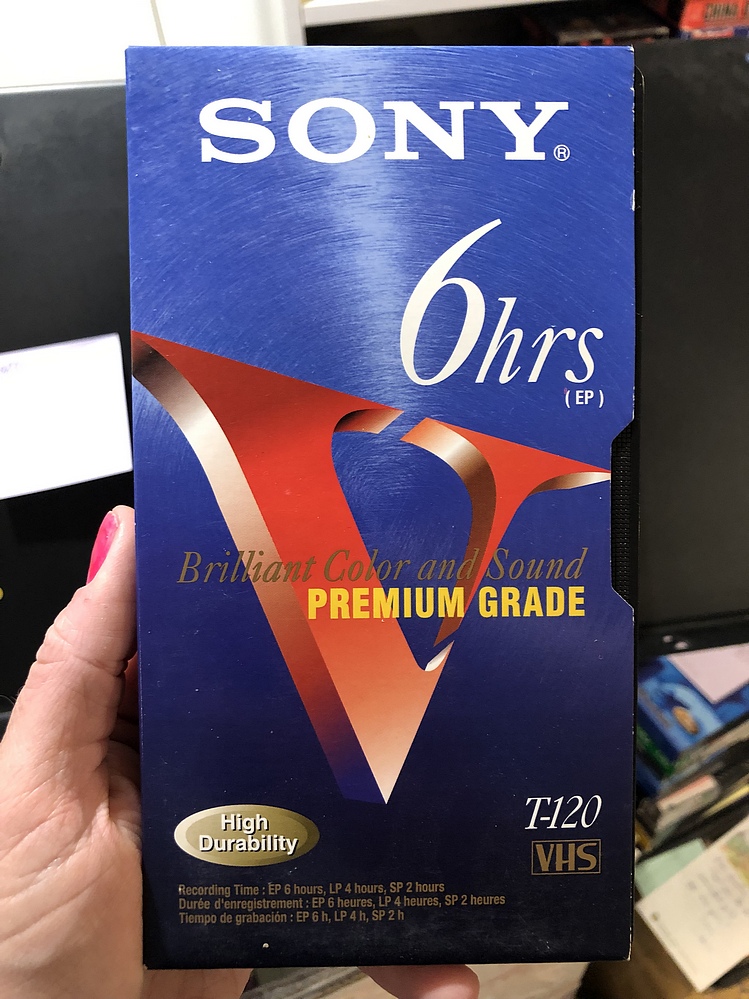 SONY®
6hrs
( EP )
Brilliant Color and Sound
PREMIUM GRADE
T-120
VHS
High
Durability
Recording Time : EP 6 hours, LP 4 hours, SP 2 hours
Durée d'enregistrement : EP 6 heures, LP 4 heures, SP 2 heures
Tiempo de grabación : EP 6 h, LP 4 h, SP 2 h